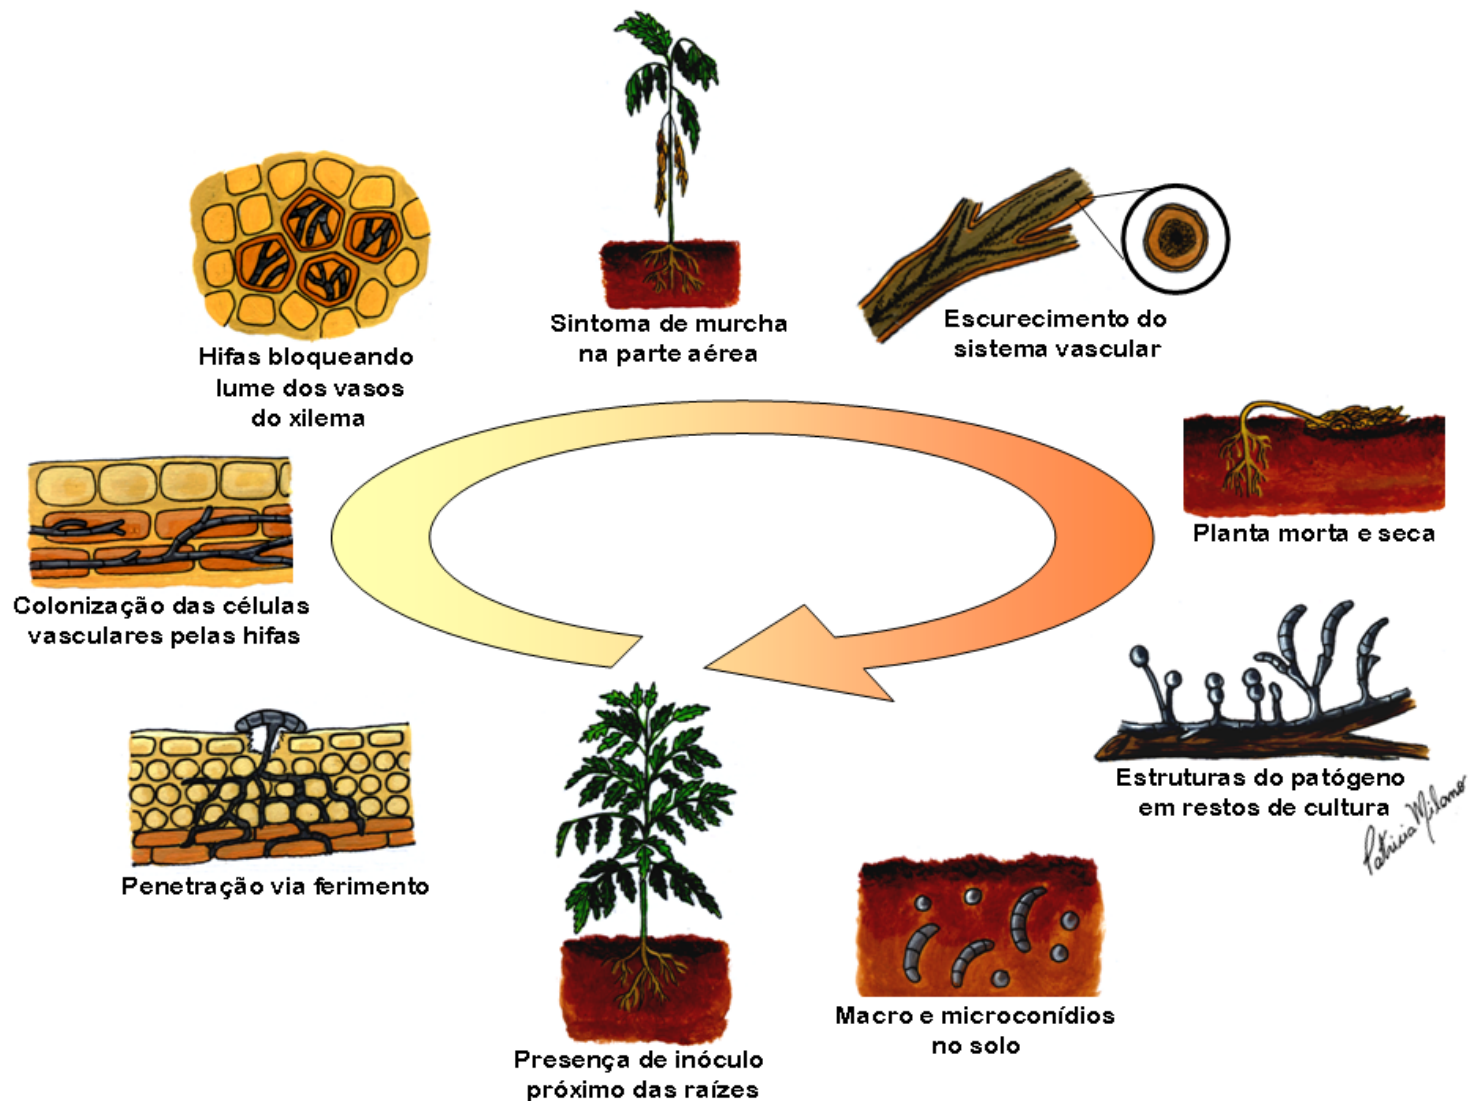 Sintoma de murcha
na parte aérea
Escurecimento do
sistema vascular
Hifas bloqueando
lume dos vasos
do xilema
Planta morta e seca
Colonização das células
vasculares pelas hifas
Estruturas do patógeno
em restos de cultura
Patricia Milano
Penetração via ferimento
Macro e microconídios
no solo
Presença de inóculo
próximo das raízes